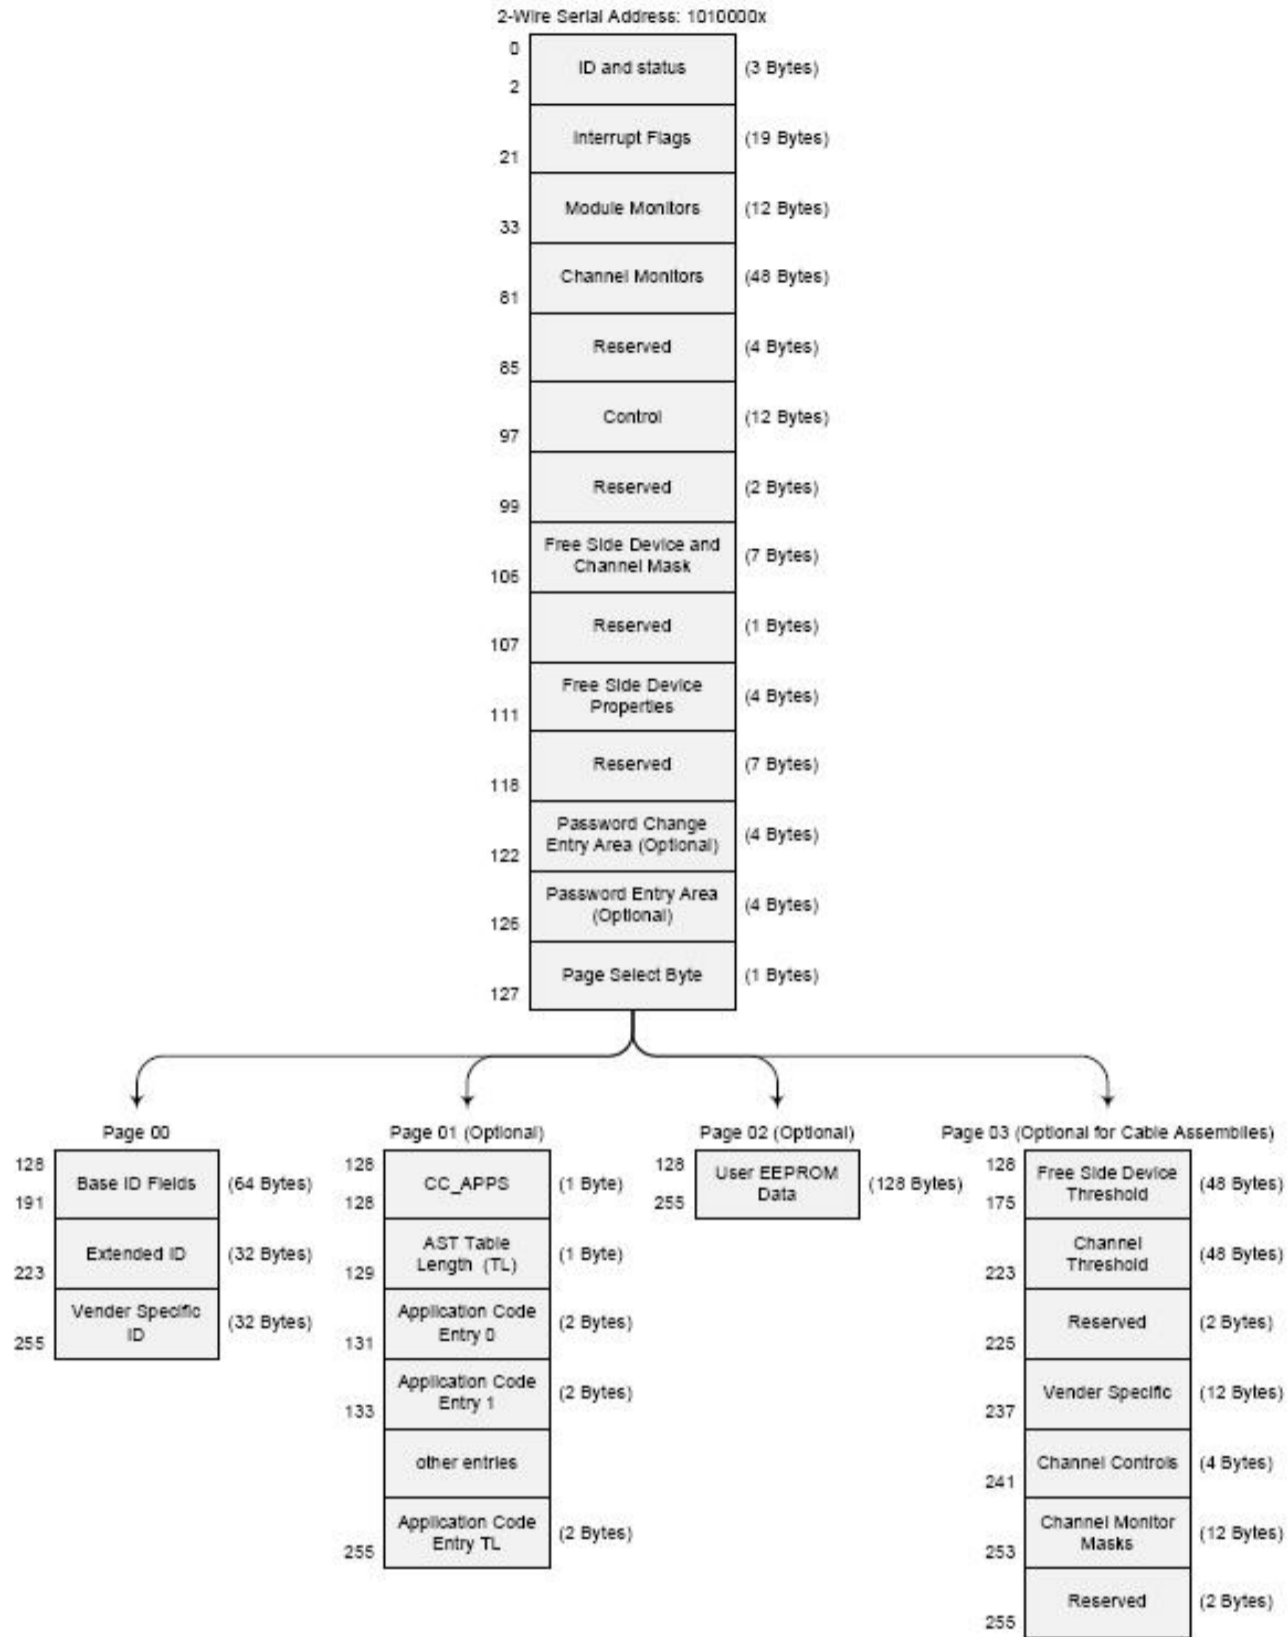 2-Wire Serial Address: 1010000x
0
ID and status
(3 Bytes)
2
Interrupt Flags
(19 Bytes)
21
Module Monitors
(12 Bytes)
33
Channel Monitors
(48 Bytes)
81
Reserved
(4 Bytes)
85
Control
(12 Bytes)
97
Reserved
(2 Bytes)
99
Free Side Device and
Channel Mask
(7 Bytes)
106
Reserved
(1 Bytes)
107
Free Side Device
Properties
(4 Bytes)
111
Reserved
(7 Bytes)
118
Password Change
Entry Area (Optional)
(4 Bytes)
122
Password Entry Area
(Optional)
(4 Bytes)
126
Page Select Byte
(1 Bytes)
127
Page 00
128
Base ID Fields
(64 Bytes)
191
Extended ID
(32 Bytes)
223
Vender Specific
ID
(32 Bytes)
255
Page 01 (Optional)
128
CC_APPS
(1 Byte)
128
AST Table
Length (TL)
(1 Byte)
129
Application Code
Entry 0
(2 Bytes)
131
Application Code
Entry 1
(2 Bytes)
133
other entries
Application Code
Entry TL
(2 Bytes)
255
Page 02 (Optional)
128
User EEPROM
Data
(128 Bytes)
255
Page 03 (Optional for Cable Assemblies)
128
Free Side Device
Threshold
(48 Bytes)
175
Channel
Threshold
(48 Bytes)
223
Reserved
(2 Bytes)
225
Vender Specific
(12 Bytes)
237
Channel Controls
(4 Bytes)
241
Channel Monitor
Masks
(12 Bytes)
253
Reserved
(2 Bytes)
255